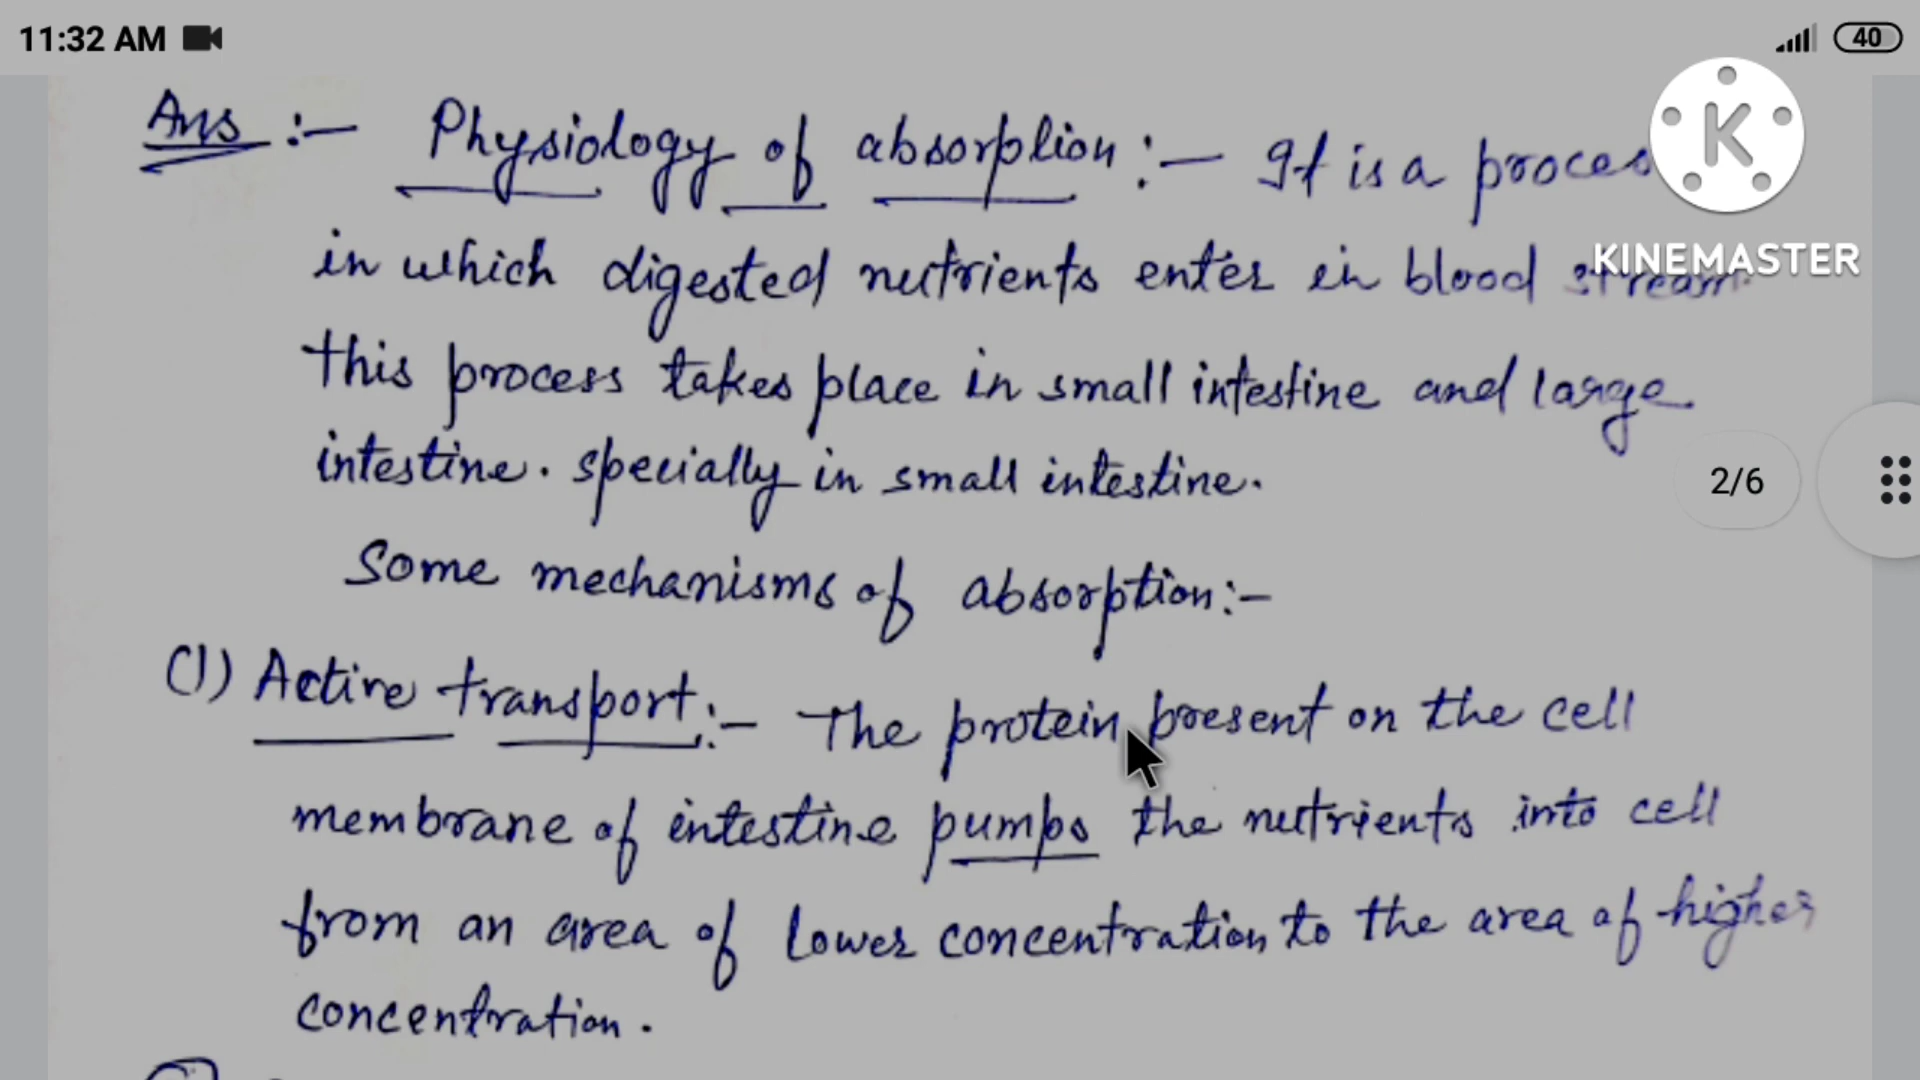 11:32 AM
40
Ans :- Physiology of absorption :- It is a proces
KINEMASTER
in which digested nutrients enter in blood stream.
This process takes place in small intestine and large
intestine. specially in small intestine.
2/6
Some mechanisms of absorption:-
(1) Active transport :- The protein present on the cell
membrane of intestine pumps the nutrients into cell
from an area of lower concentration to the area of higher
concentration.